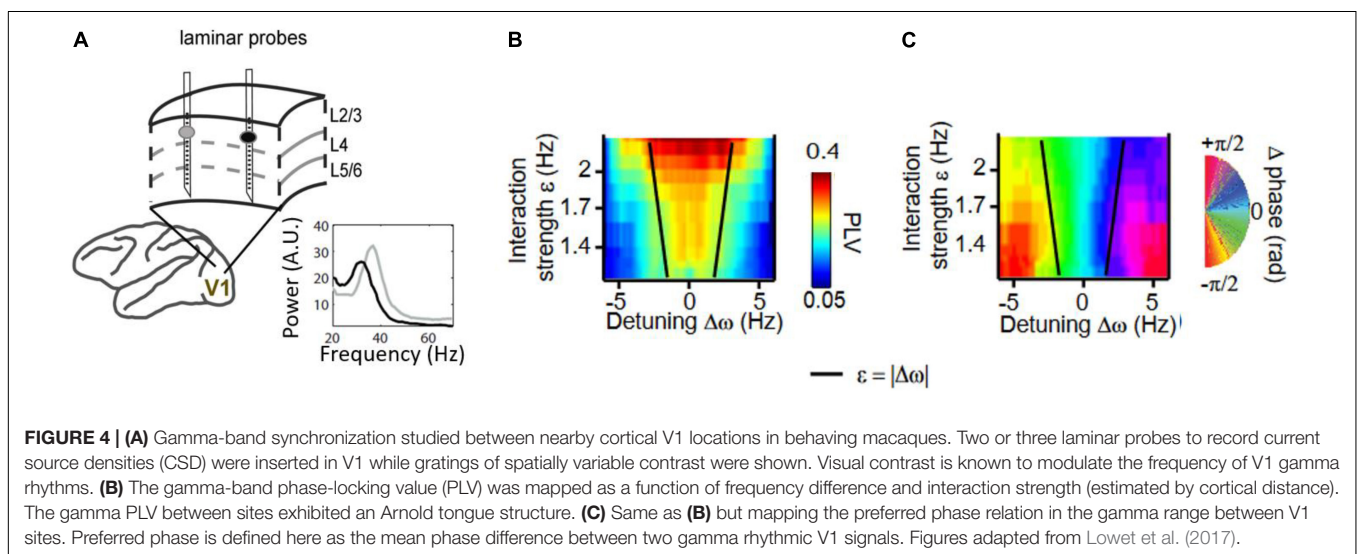 A
laminar probes
L2/3
L4
L5/6
V1
Power (A.U.)
40
30
20
10
20 40 60
Frequency (Hz)
B
Interaction
strength ε (Hz)
2
1.7
1.4
-5 0 5
Detuning Δω (Hz)
0.4
PLV
0.05
C
Interaction
strength ε (Hz)
2
1.7
1.4
-5 0 5
Detuning Δω (Hz)
+π/2
0
-π/2
Δ phase (rad)
ε = |Δω|
FIGURE 4 | (A) Gamma-band synchronization studied between nearby cortical V1 locations in behaving macaques. Two or three laminar probes to record current
source densities (CSD) were inserted in V1 while gratings of spatially variable contrast were shown. Visual contrast is known to modulate the frequency of V1 gamma
rhythms. (B) The gamma-band phase-locking value (PLV) was mapped as a function of frequency difference and interaction strength (estimated by cortical distance).
The gamma PLV between sites exhibited an Arnold tongue structure. (C) Same as (B) but mapping the preferred phase relation in the gamma range between V1
sites. Preferred phase is defined here as the mean phase difference between two gamma rhythmic V1 signals. Figures adapted from Lowet et al. (2017).